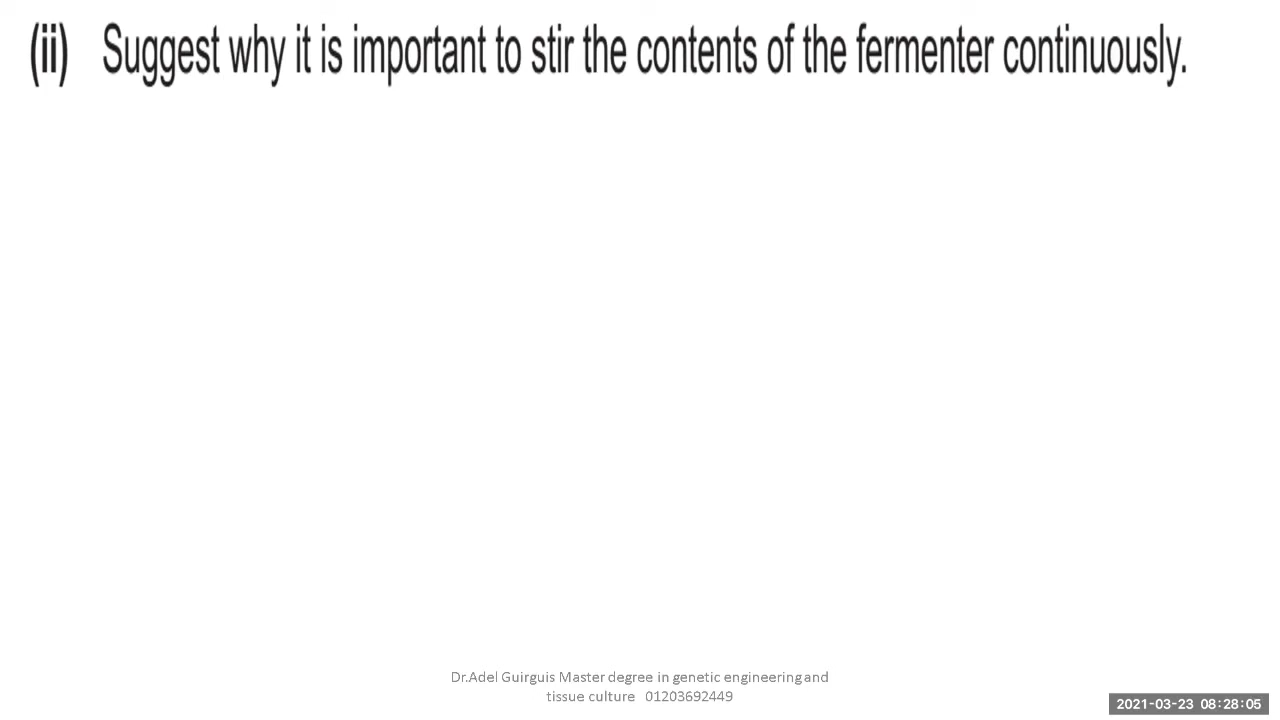 (ii) Suggest why it is important to stir the contents of the fermenter continuously.
Dr.Adel Guirguis Master degree in genetic engineering and
tissue culture 01203692449
2021-03-23 08:28:05